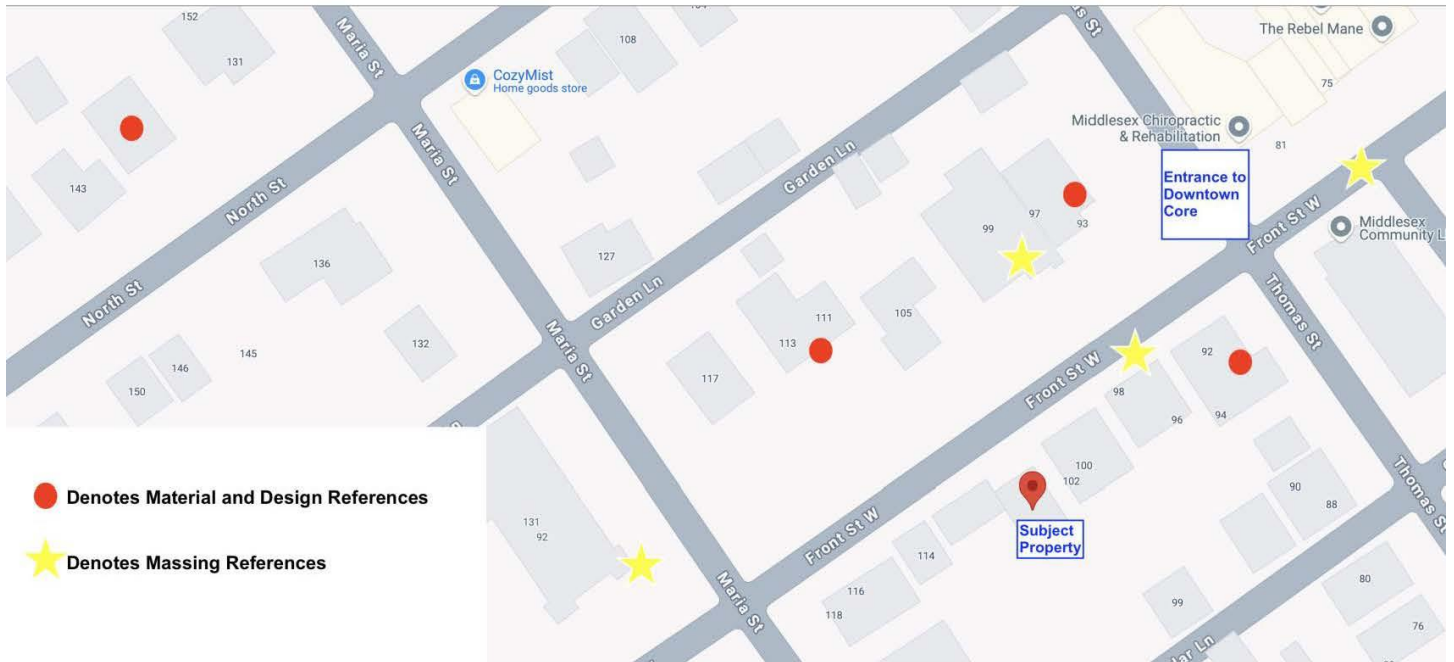 152
131
Maria St
108
CozyMist
Home goods store
The Rebel Mane
75
Middlesex Chiropractic
& Rehabilitation
81
Entrance to
Downtown
Core
Maria St
143
North St
Garden Ln
97
93
99
Front St W
Middlesex
Community
136
127
North St
Garden Ln
Thomas St
111
113
105
132
117
Maria St
145
146
150
Front St W
92
98
94
96
100
102
90
88
Thomas St
Subject
Property
Front St W
114
116
118
Maria St
131
92
99
80
76
Denotes Material and Design References
Denotes Massing References